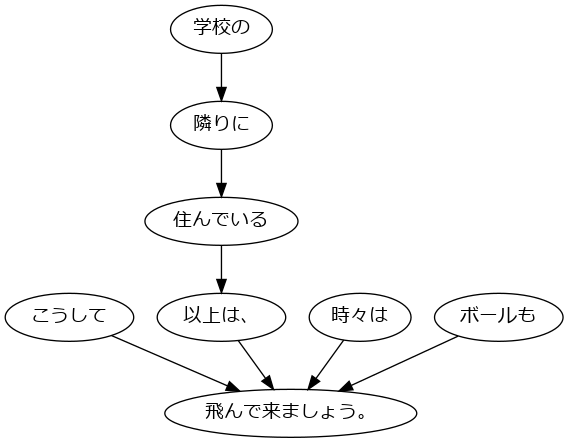 学校の
隣りに
住んでいる
こうして
以上は、
時々は
ボールも
飛んで来ましょう。